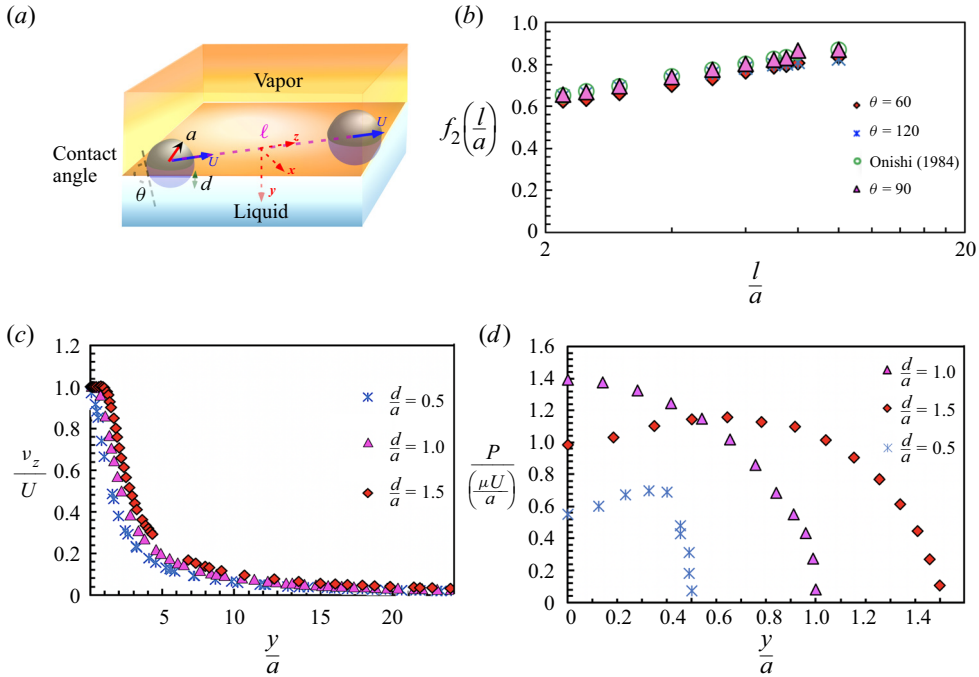 (a)
Vapor
a
U
ℓ
z
U
Contact
angle
θ
d
x
y
Liquid
(b)
1.0
0.8
0.6
0.4
0.2
0
f₂(l/a)
θ = 60
θ = 120
Onishi (1984)
θ = 90
2
20
l/a
(c)
1.2
1.0
0.8
0.6
0.4
0.2
0
v_z/U
d/a = 0.5
d/a = 1.0
d/a = 1.5
5 10 15 20
y/a
(d)
1.6
1.4
1.2
1.0
0.8
0.6
0.4
0.2
0
P/(μU/a)
d/a = 1.0
d/a = 1.5
d/a = 0.5
0 0.2 0.4 0.6 0.8 1.0 1.2 1.4
y/a